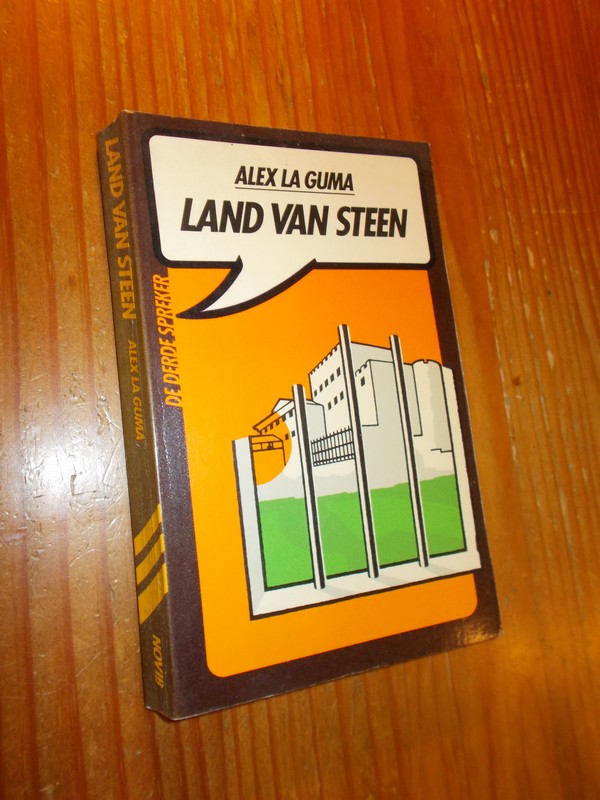 ALEX LA GUMA
LAND VAN STEEN
DE DERDE SPREKER
LAND VAN STEEN
ALEX LA GUMA
NOVIB